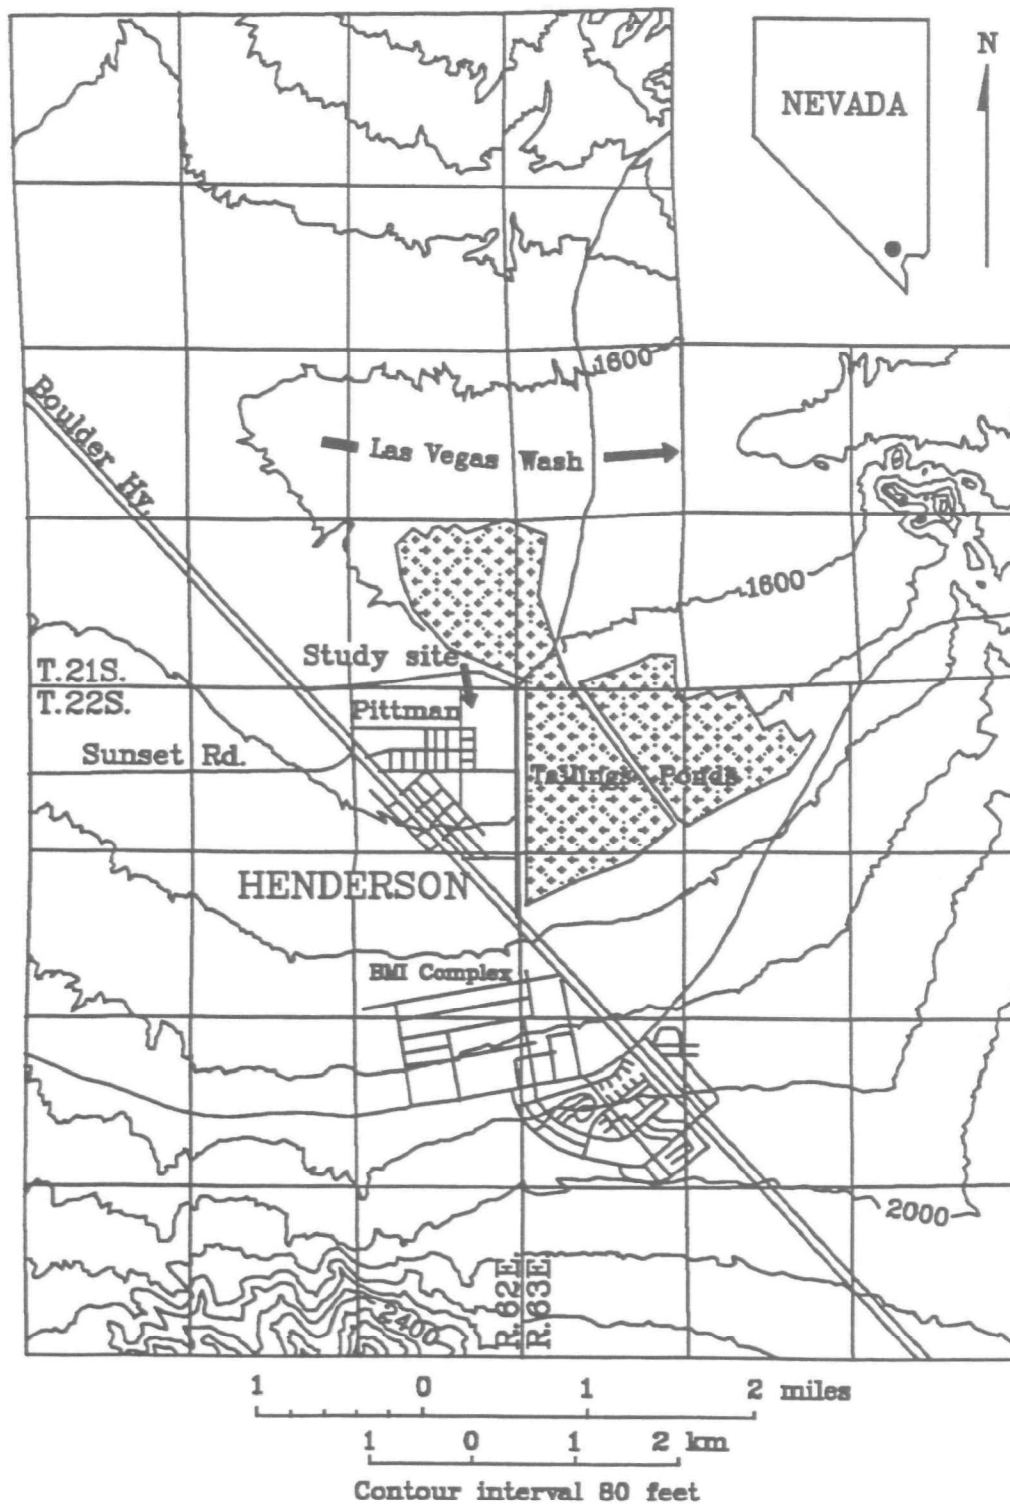 N
NEVADA
1600
Boulder Hy.
Las Vegas Wash
1600
Study site
T.21S.
T.22S.
Pittman
Sunset Rd.
Tailings Ponds
HENDERSON
BMI Complex
2000
R.62E
R.63E
2400
1 0 1 2 miles
1 0 1 2 km
Contour interval 80 feet